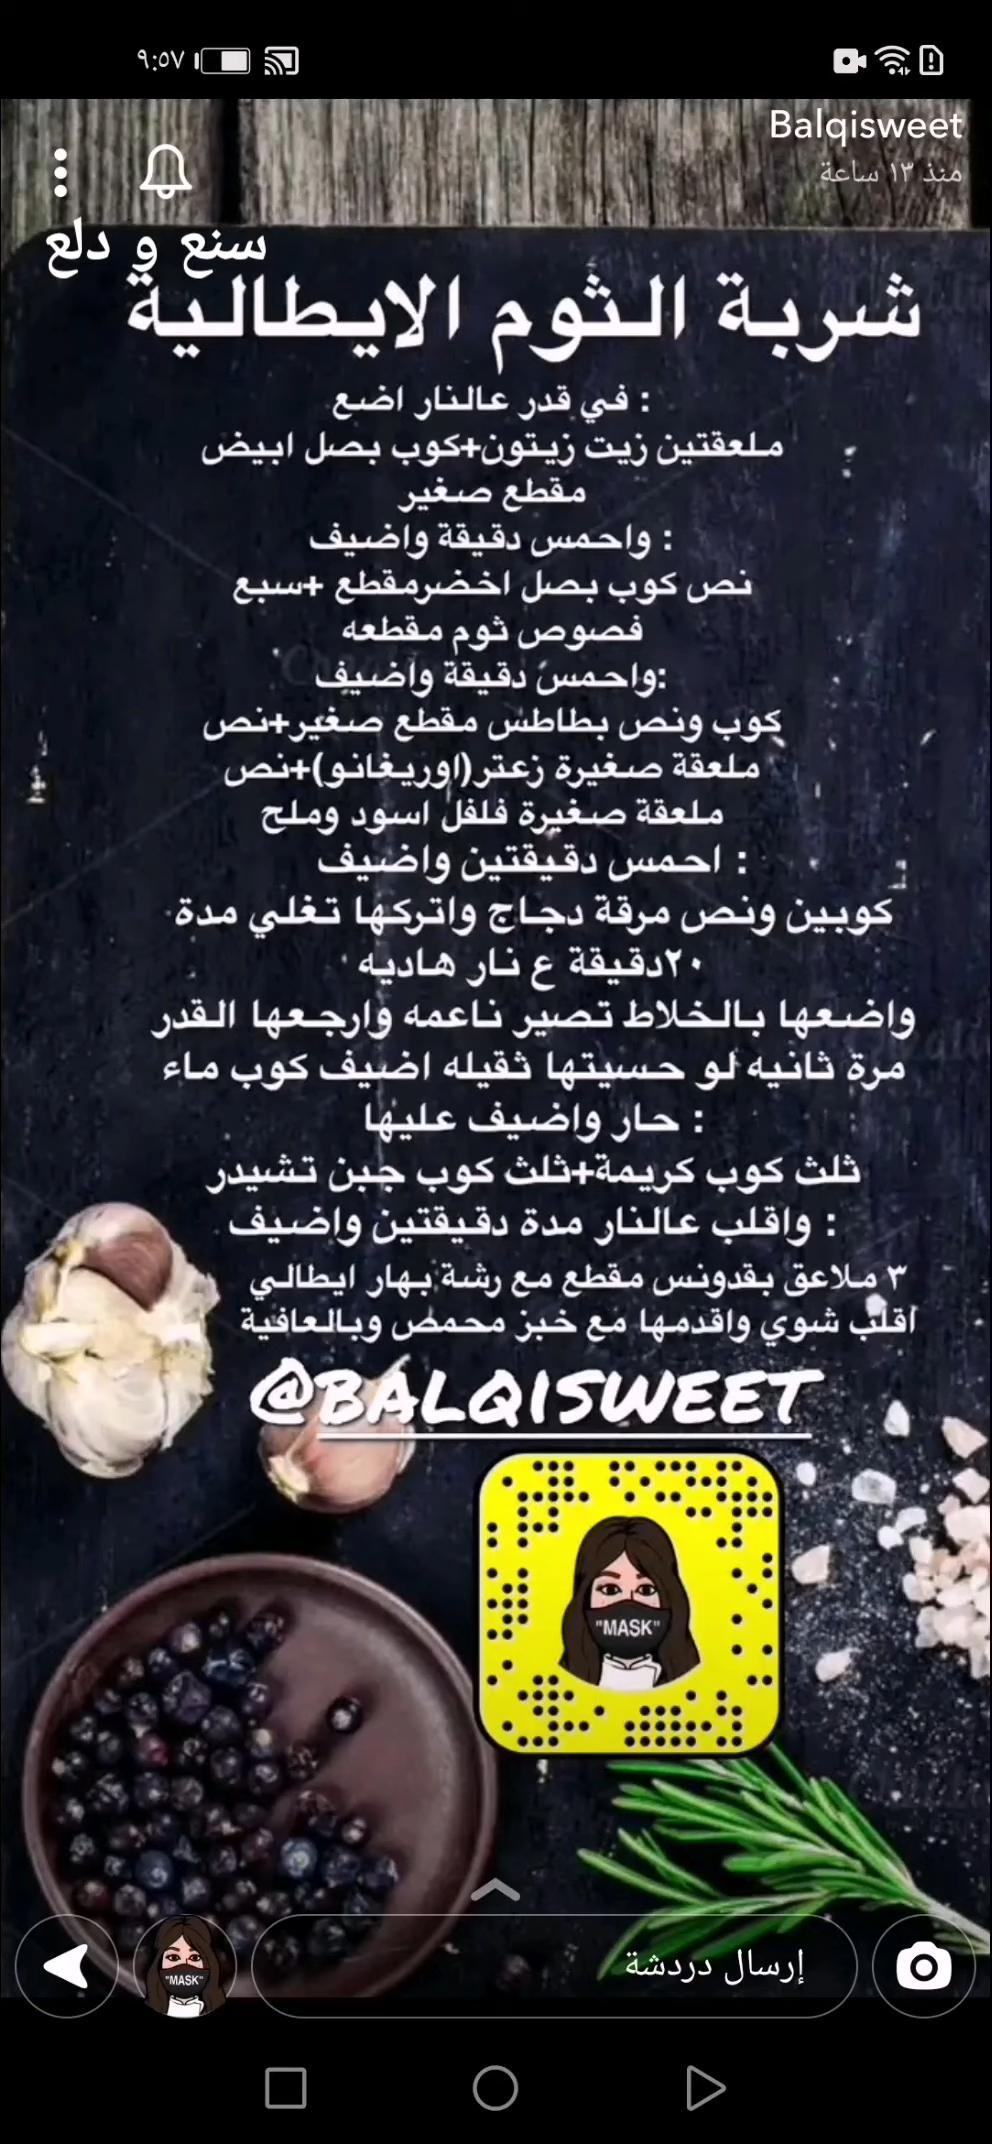 ٩:٥٧
Balqisweet
منذ ١٣ ساعة
سنع و دلع
شربة الثوم الايطالية
في قدر عالنار اضع :
ملعقتين زيت زيتون+كوب بصل ابيض
مقطع صغير
واحمس دقيقة واضيف :
نص كوب بصل اخضرمقطع +سبع
فصوص ثوم مقطعه
واحمس دقيقة واضيف:
كوب ونص بطاطس مقطع صغير+نص
ملعقة صغيرة زعتر(اوريغانو)+نص
ملعقة صغيرة فلفل اسود وملح
احمس دقيقتين واضيف :
كوبين ونص مرقة دجاج واتركها تغلي مدة
٢٠دقيقة ع نار هاديه
واضعها بالخلاط تصير ناعمه وارجعها القدر
مرة ثانيه لو حسيتها ثقيله اضيف كوب ماء
حار واضيف عليها :
ثلث كوب كريمة+ثلث كوب جبن تشيدر
واقلب عالنار مدة دقيقتين واضيف :
٣ ملاعق بقدونس مقطع مع رشة بهار ايطالي
اقلب شوي واقدمها مع خبز محمص وبالعافية
@BALQISWEET
"MASK"
"MASK"
إرسال دردشة